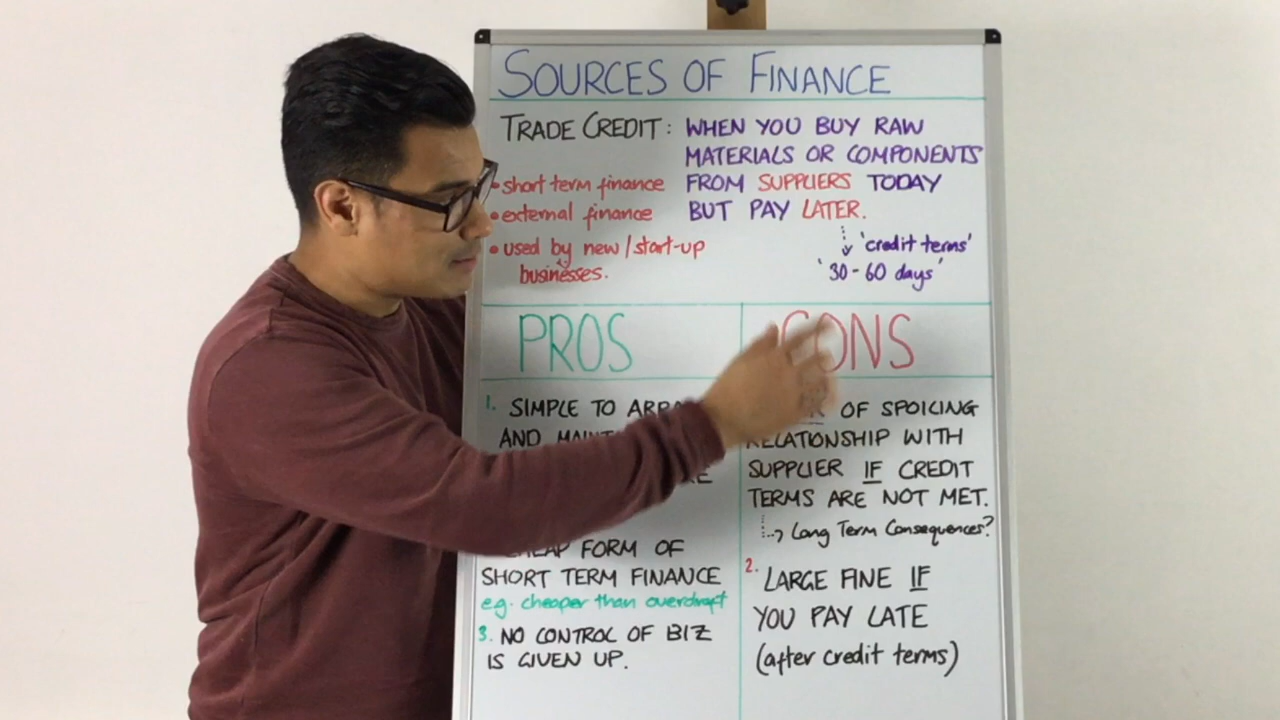 SOURCES OF FINANCE
TRADE CREDIT: WHEN YOU BUY RAW
MATERIALS OR COMPONENTS
FROM SUPPLIERS TODAY
BUT PAY LATER.
'credit terms'
'30-60 days'
• short term finance
• external finance
• used by new/start-up
businesses.
PROS
1. SIMPLE TO
AND
CHEAP FORM OF
SHORT TERM FINANCE
e.g. cheaper than overdraft
3. NO CONTROL OF BIZ
IS GIVEN UP.
CONS
OF SPOILING
RELATIONSHIP WITH
SUPPLIER IF CREDIT
TERMS ARE NOT MET.
Long Term Consequences?
2. LARGE FINE IF
YOU PAY LATE
(after credit terms)